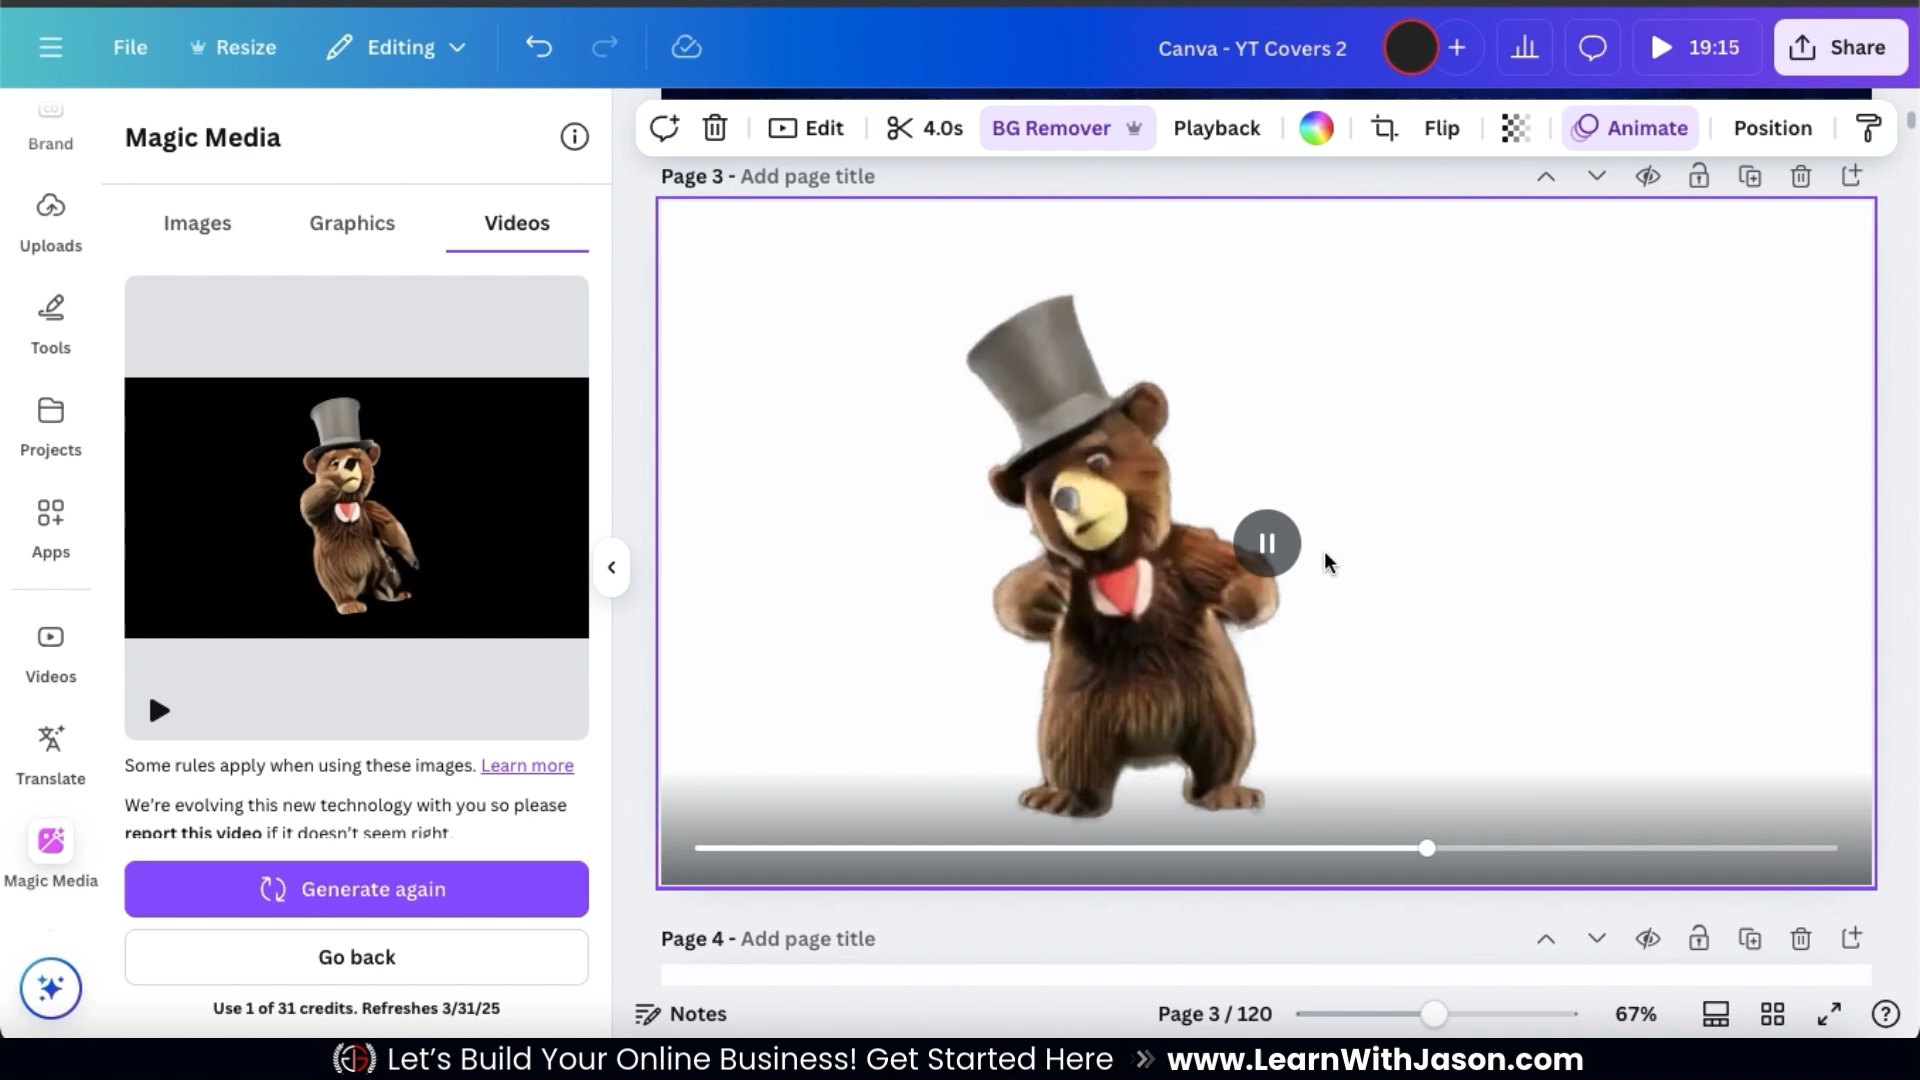 File
Resize
Editing
Canva - YT Covers 2
19:15
Share
Brand
Uploads
Tools
Projects
Apps
Videos
Translate
Magic Media
Magic Media
Images
Graphics
Videos
Some rules apply when using these images. Learn more
We're evolving this new technology with you so please
report this video if it doesn't seem right.
Generate again
Go back
Use 1 of 31 credits. Refreshes 3/31/25
Edit
4.0s
BG Remover
Playback
Flip
Animate
Position
Page 3 - Add page title
Page 4 - Add page title
Notes
Page 3 / 120
67%
Let's Build Your Online Business! Get Started Here >> www.LearnWithJason.com